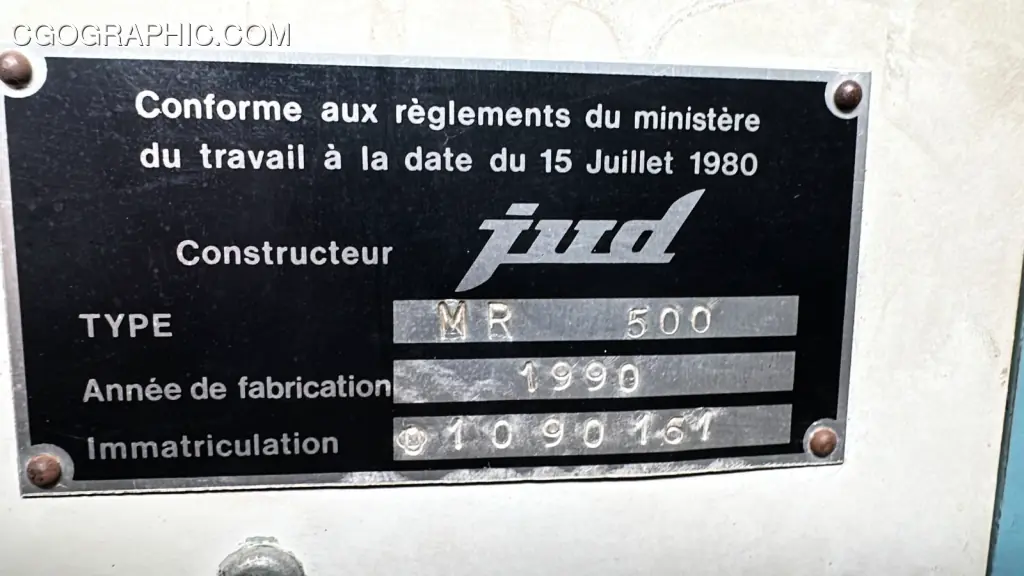 CGOGRAPHIC.COM
Conforme aux règlements du ministère
du travail à la date du 15 Juillet 1980
Constructeur jud
TYPE MR 500
Année de fabrication 1990
Immatriculation 1090161